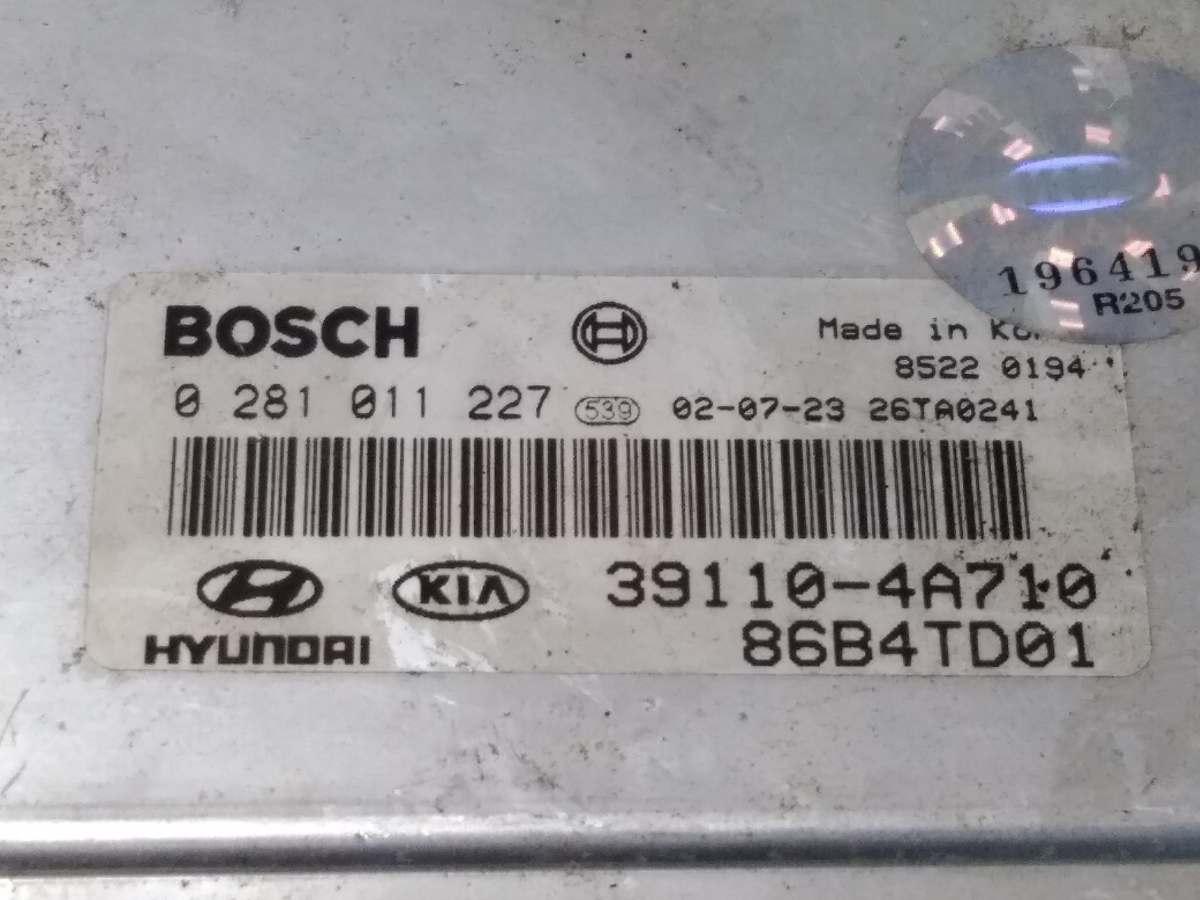 196419
R205
BOSCH
Made in
8522 0194
0 281 011 227 539 02-07-23 26TA0241
HYUNDAI KIA 39110-4A710
86B4TD01